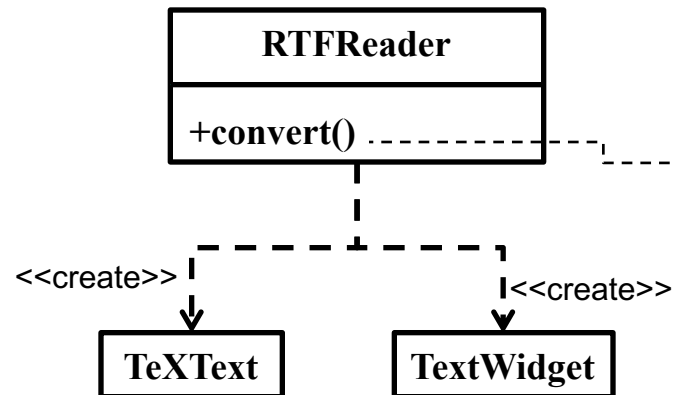 RTFReader
+convert()
<<create>>
<<create>>
TeXText
TextWidget